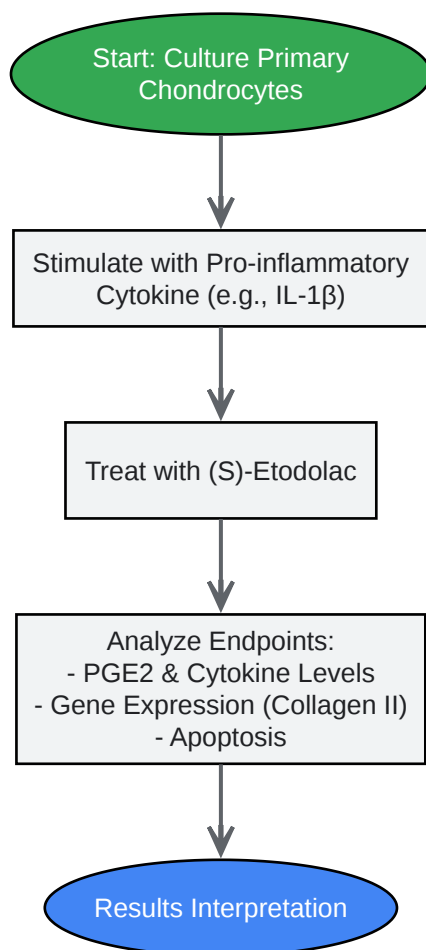 Start: Culture Primary
Chondrocytes
Stimulate with Pro-inflammatory
Cytokine (e.g., IL-1β)
Treat with (S)-Etodolac
Analyze Endpoints:
- PGE2 & Cytokine Levels
- Gene Expression (Collagen II)
- Apoptosis
Results Interpretation